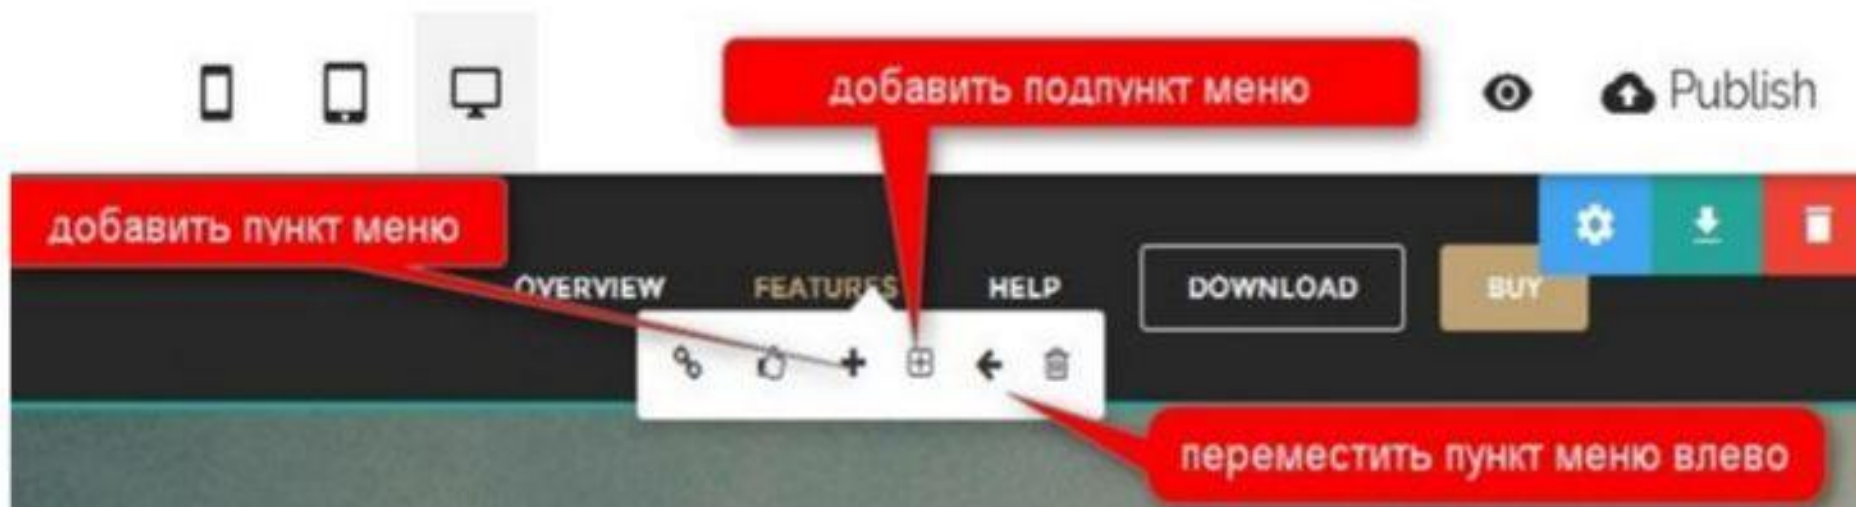 добавить подпункт меню
Publish
добавить пункт меню
OVERVIEW FEATURES HELP DOWNLOAD BUY
переместить пункт меню влево